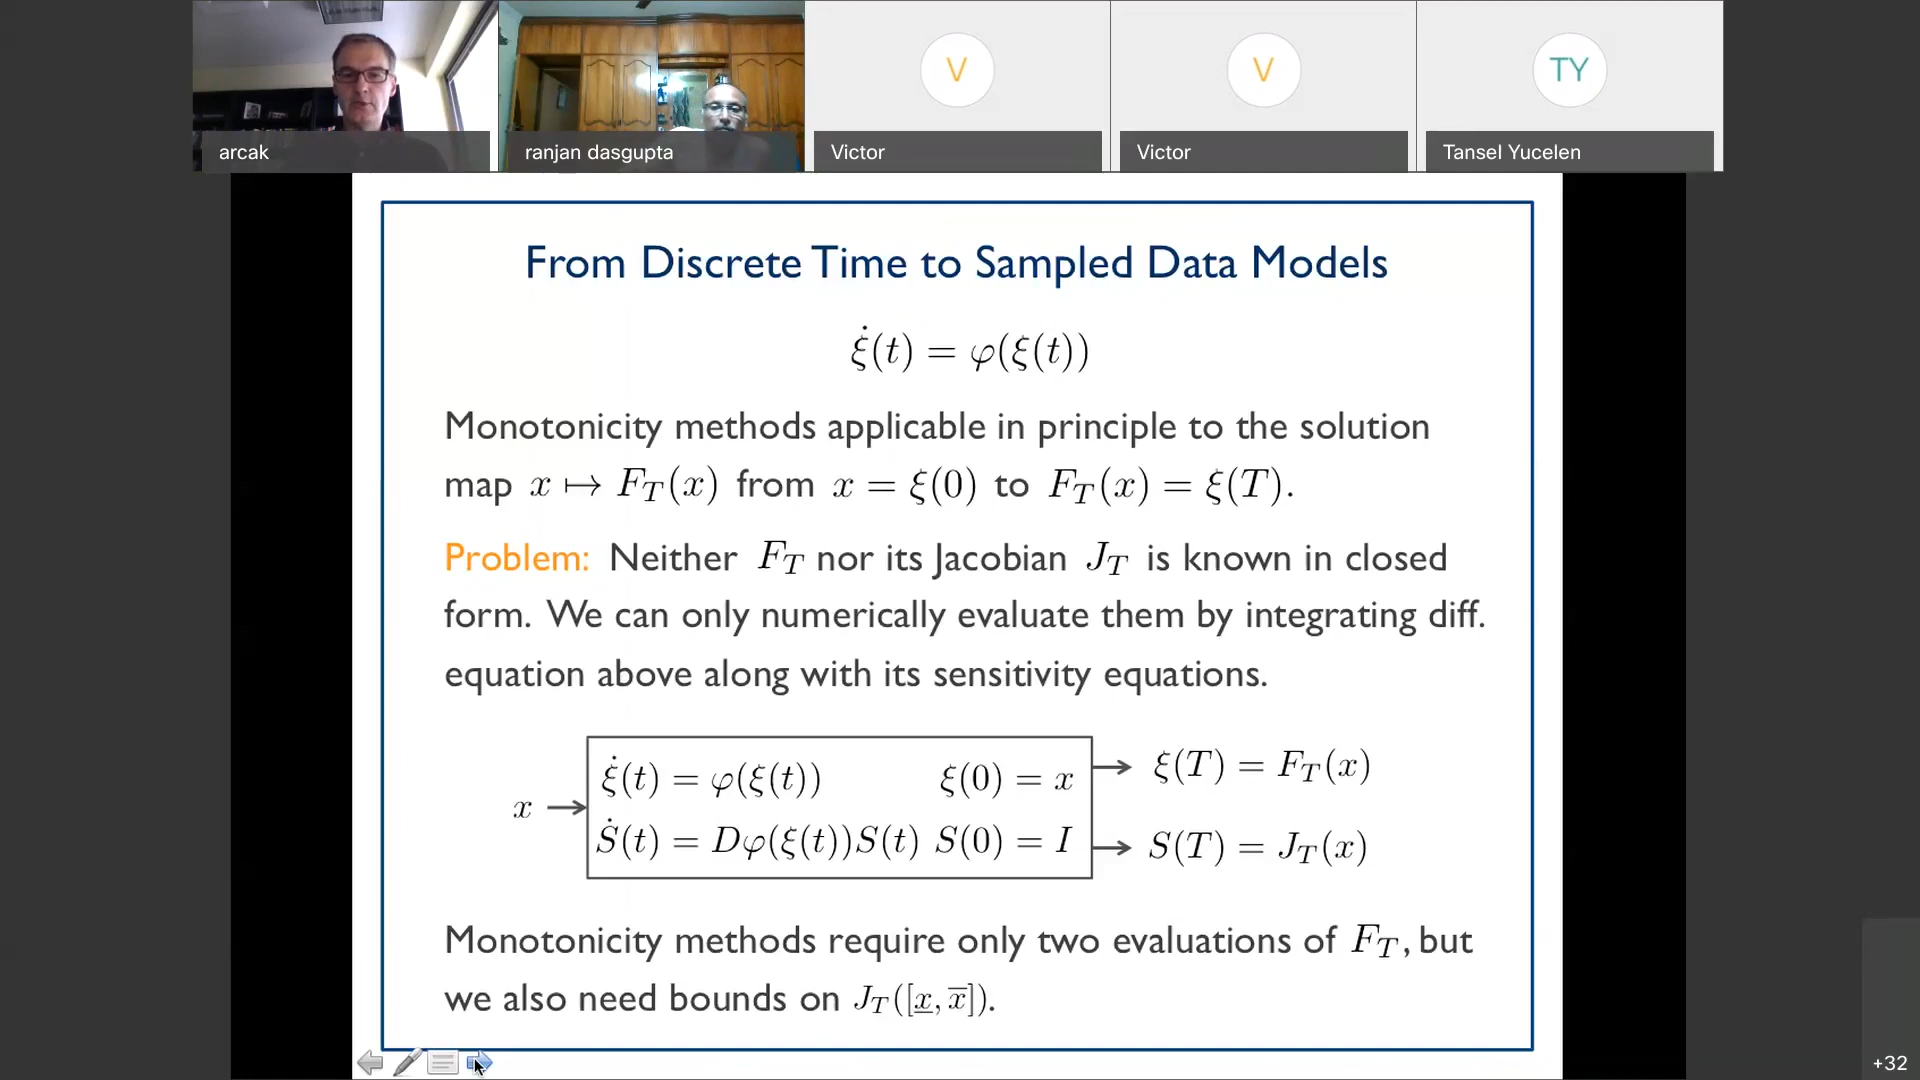 V
V
TY
arcak
ranjan dasgupta
Victor
Victor
Tansel Yucelen
From Discrete Time to Sampled Data Models
ξ̇(t) = φ(ξ(t))
Monotonicity methods applicable in principle to the solution
map x ↦ F_T(x) from x = ξ(0) to F_T(x) = ξ(T).
Problem: Neither F_T nor its Jacobian J_T is known in closed
form. We can only numerically evaluate them by integrating diff.
equation above along with its sensitivity equations.
x → ξ̇(t) = φ(ξ(t)) ξ(0) = x → ξ(T) = F_T(x)
Ṡ(t) = Dφ(ξ(t))S(t) S(0) = I → S(T) = J_T(x)
Monotonicity methods require only two evaluations of F_T, but
we also need bounds on J_T([x̲, x̅]).
+32